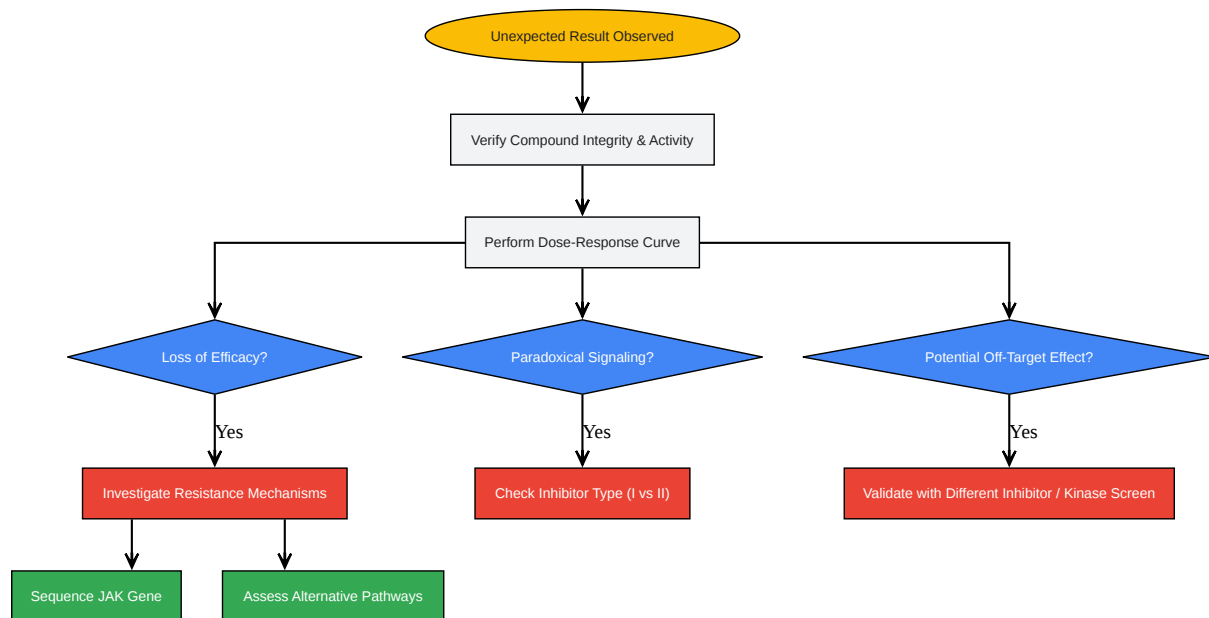 Unexpected Result Observed
Verify Compound Integrity & Activity
Perform Dose-Response Curve
Loss of Efficacy?
Paradoxical Signaling?
Potential Off-Target Effect?
Yes
Yes
Yes
Investigate Resistance Mechanisms
Check Inhibitor Type (I vs II)
Validate with Different Inhibitor / Kinase Screen
Sequence JAK Gene
Assess Alternative Pathways